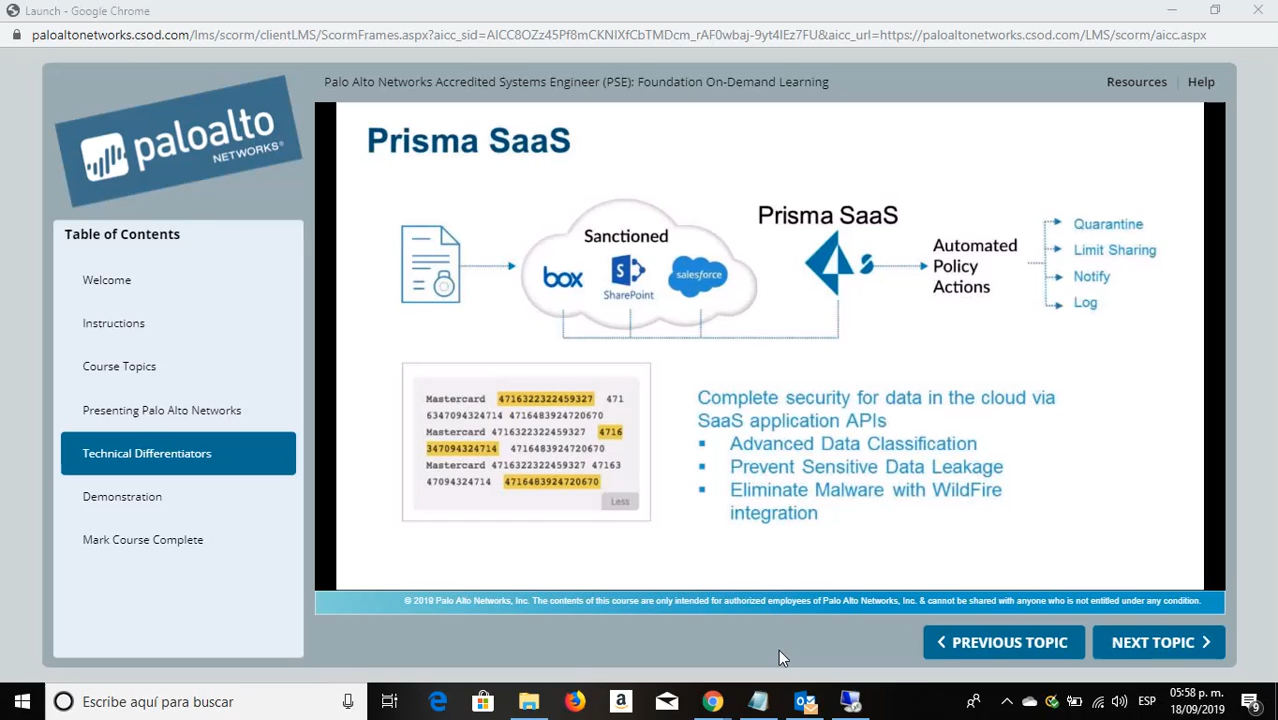 Launch - Google Chrome
paloaltonetworks.csod.com/lms/scorm/clientLMS/ScormFrames.aspx?aicc_sid=AICC8OZz45Pf8mCKNIXfCbTMDcm_rAF0wbaj-9yt4IEz7FU&aicc_url=https://paloaltonetworks.csod.com/LMS/scorm/aicc.aspx
Palo Alto Networks Accredited Systems Engineer (PSE): Foundation On-Demand Learning
Resources
Help
paloalto
NETWORKS
Table of Contents
Welcome
Instructions
Course Topics
Presenting Palo Alto Networks
Technical Differentiators
Demonstration
Mark Course Complete
Prisma SaaS
Sanctioned
box
SharePoint
salesforce
Prisma SaaS
Automated
Policy
Actions
Quarantine
Limit Sharing
Notify
Log
Mastercard 4716322322459327 471
6347094324714 4716483924720670
Mastercard 4716322322459327 4716
347094324714 4716483924720670
Mastercard 4716322322459327 47163
47094324714 4716483924720670
Less
Complete security for data in the cloud via
SaaS application APIs
▪ Advanced Data Classification
▪ Prevent Sensitive Data Leakage
▪ Eliminate Malware with WildFire
integration
© 2019 Palo Alto Networks, Inc. The contents of this course are only intended for authorized employees of Palo Alto Networks, Inc. & cannot be shared with anyone who is not entitled under any condition.
PREVIOUS TOPIC
NEXT TOPIC
Escribe aquí para buscar
ESP
05:58 p. m.
18/09/2019
9